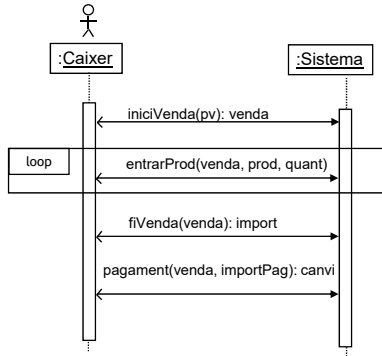 :Caixer
:Sistema
iniciVenda(pv): venda
loop
entrarProd(venda, prod, quant)
fiVenda(venda): import
pagament(venda, importPag): canvi